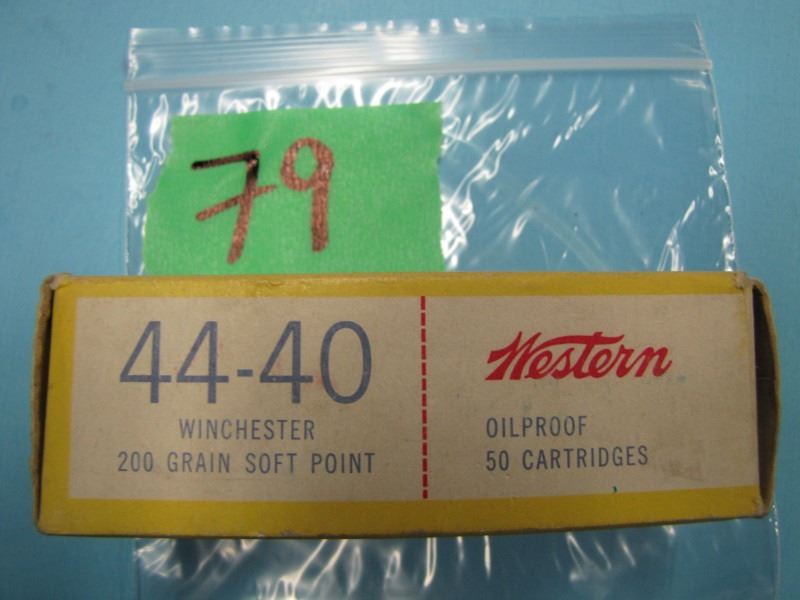 79
44-40
WINCHESTER
200 GRAIN SOFT POINT
Western
OILPROOF
50 CARTRIDGES